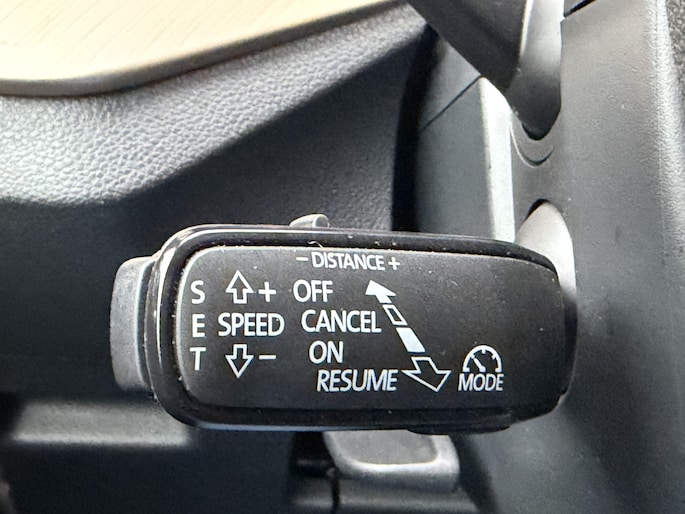 - DISTANCE +
S E T
+ OFF
SPEED CANCEL
- ON
RESUME
MODE